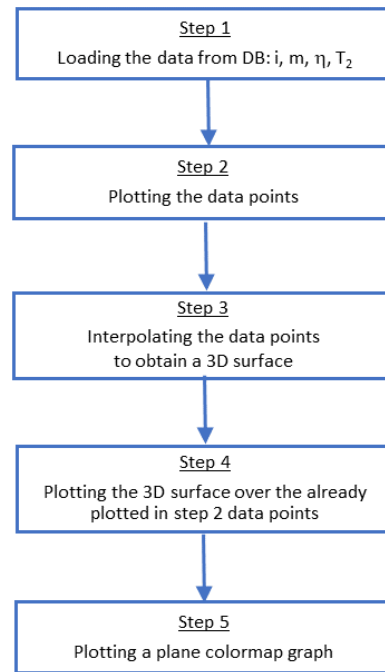 Step 1
Loading the data from DB: i, m, η, T₂
Step 2
Plotting the data points
Step 3
Interpolating the data points
to obtain a 3D surface
Step 4
Plotting the 3D surface over the already
plotted in step 2 data points
Step 5
Plotting a plane colormap graph